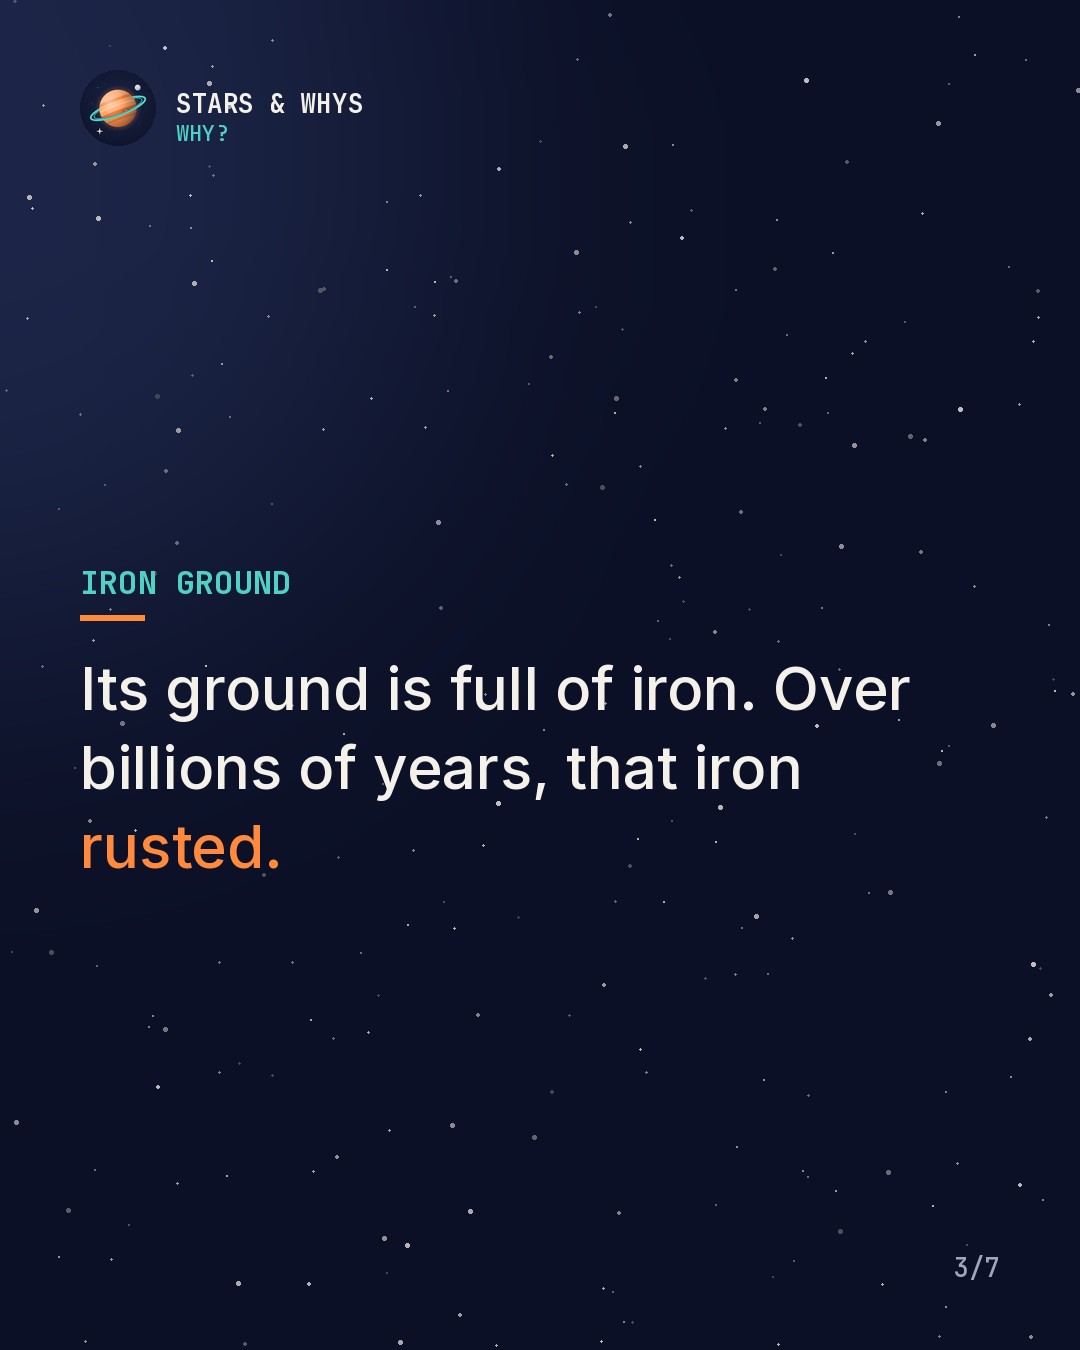 STARS & WHYS
WHY?
IRON GROUND
Its ground is full of iron. Over
billions of years, that iron
rusted.
3/7